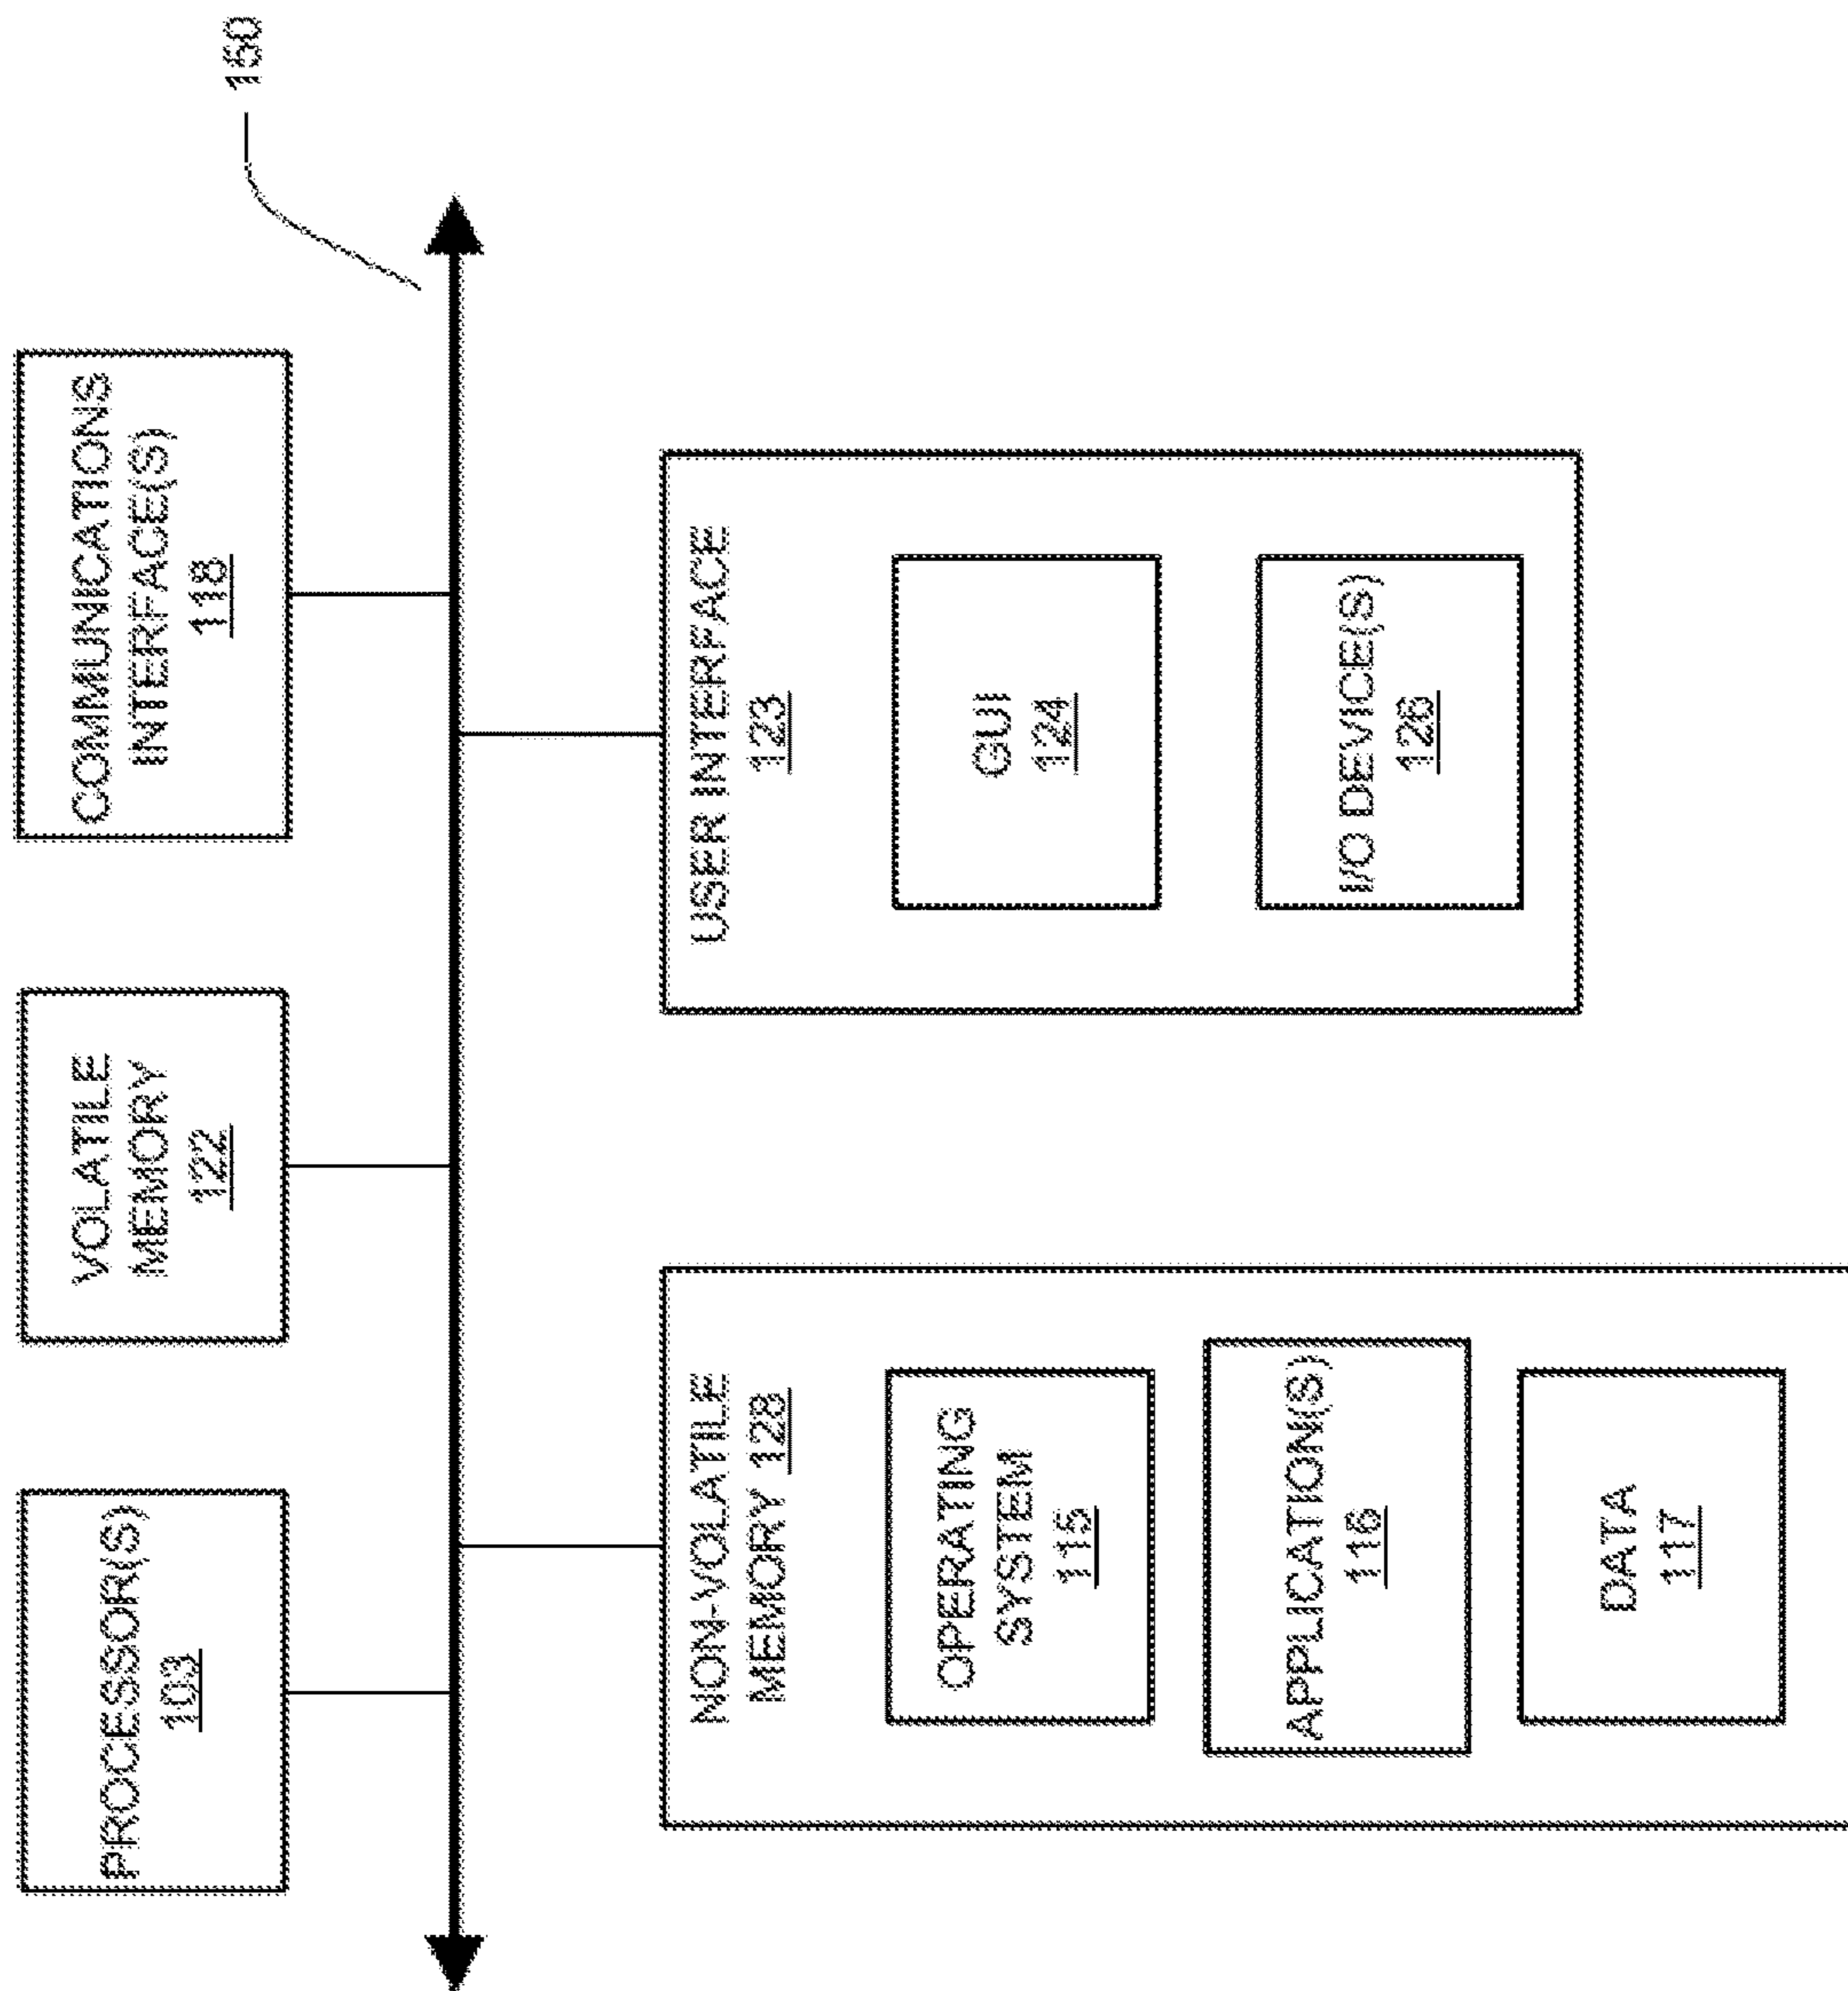 PROCESSOR(S)
103
VOLATILE
MEMORY
122
COMMUNICATIONS
INTERFACE(S)
118
150
NON-VOLATILE
MEMORY 128
OPERATING
SYSTEM
115
APPLICATION(S)
116
DATA
117
USER INTERFACE
123
GUI
124
I/O DEVICE(S)
126